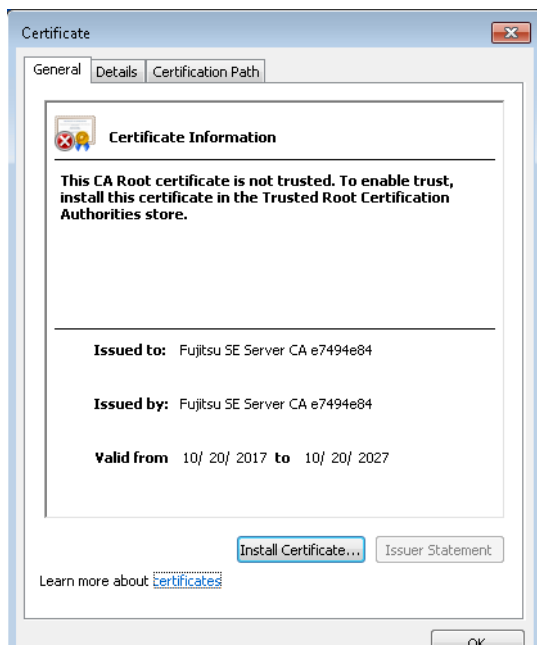 Certificate
General Details Certification Path
Certificate Information
This CA Root certificate is not trusted. To enable trust,
install this certificate in the Trusted Root Certification
Authorities store.
Issued to: Fujitsu SE Server CA e7494e84
Issued by: Fujitsu SE Server CA e7494e84
Valid from 10/ 20/ 2017 to 10/ 20/ 2027
Install Certificate... Issuer Statement
Learn more about certificates
OK